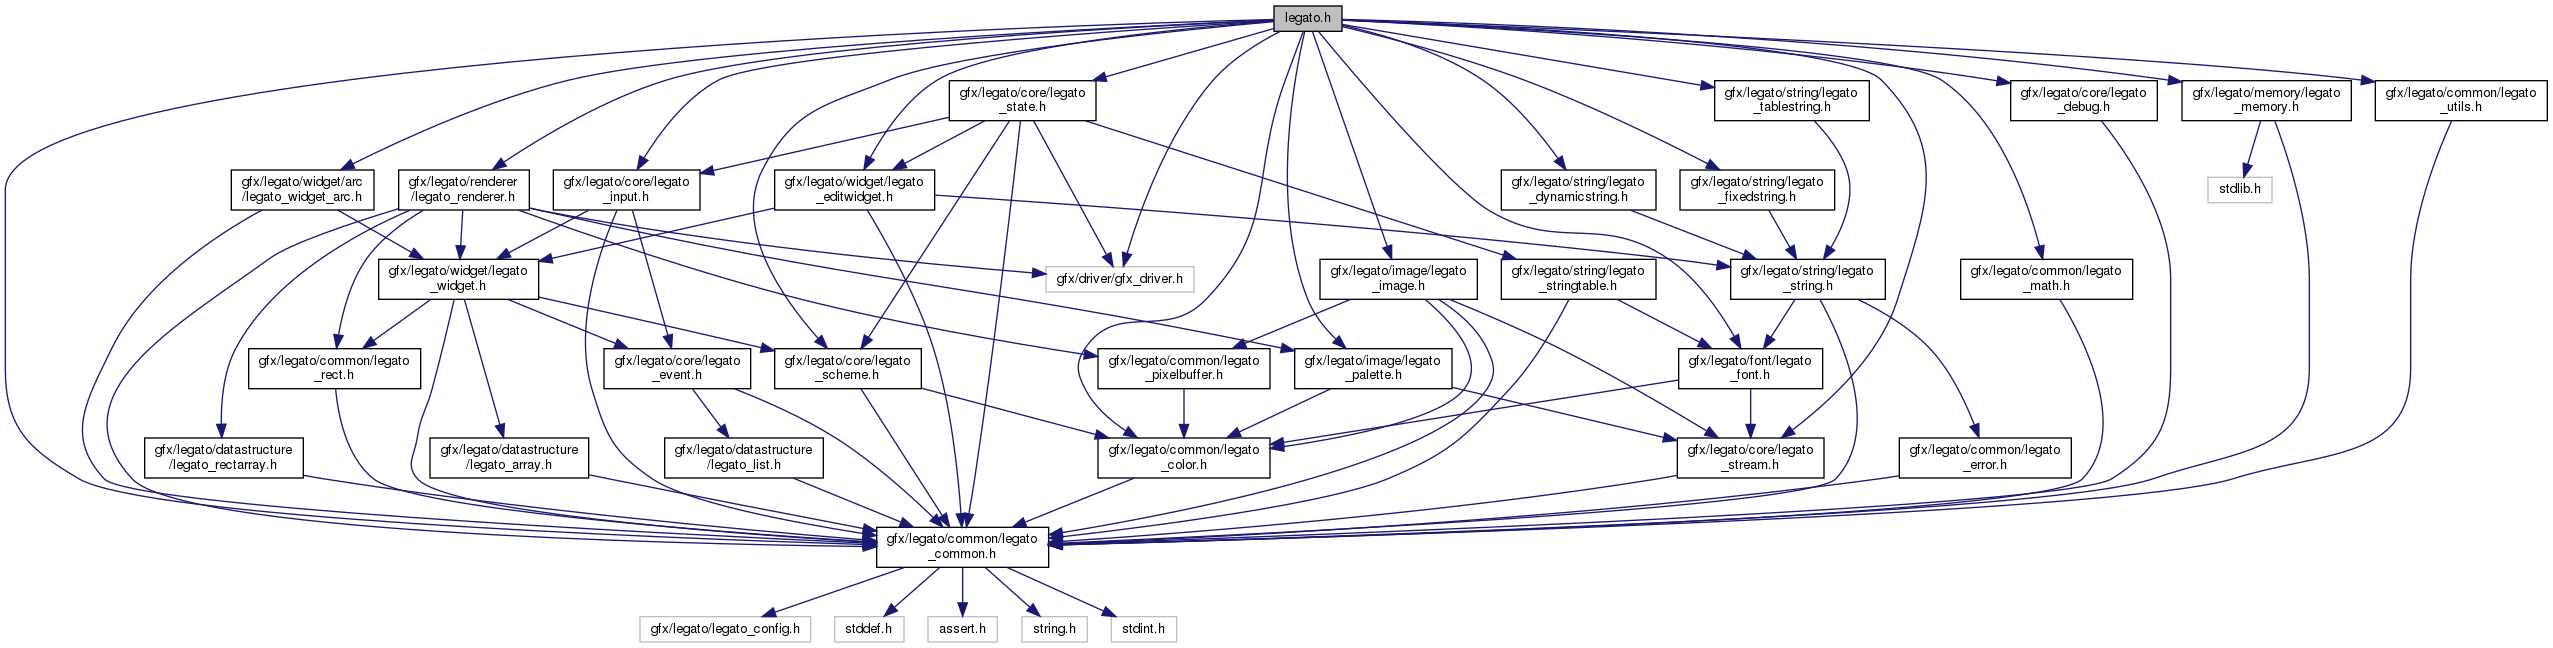 legato.h
gfx/legato/core/legato
_state.h
gfx/legato/string/legato
_tablestring.h
gfx/legato/core/legato
_debug.h
gfx/legato/memory/legato
_memory.h
gfx/legato/common/legato
_utils.h
gfx/legato/widget/arc
/legato_widget_arc.h
gfx/legato/renderer
/legato_renderer.h
gfx/legato/core/legato
_input.h
gfx/legato/widget/legato
_editwidget.h
gfx/legato/string/legato
_dynamicstring.h
gfx/legato/string/legato
_fixedstring.h
stdlib.h
gfx/legato/widget/legato
_widget.h
gfx/driver/gfx_driver.h
gfx/legato/image/legato
_image.h
gfx/legato/string/legato
_stringtable.h
gfx/legato/string/legato
_string.h
gfx/legato/common/legato
_math.h
gfx/legato/common/legato
_rect.h
gfx/legato/core/legato
_event.h
gfx/legato/core/legato
_scheme.h
gfx/legato/common/legato
_pixelbuffer.h
gfx/legato/image/legato
_palette.h
gfx/legato/font/legato
_font.h
gfx/legato/datastructure
/legato_rectarray.h
gfx/legato/datastructure
/legato_array.h
gfx/legato/datastructure
/legato_list.h
gfx/legato/common/legato
_color.h
gfx/legato/core/legato
_stream.h
gfx/legato/common/legato
_error.h
gfx/legato/common/legato
_common.h
gfx/legato/legato_config.h
stddef.h
assert.h
string.h
stdint.h